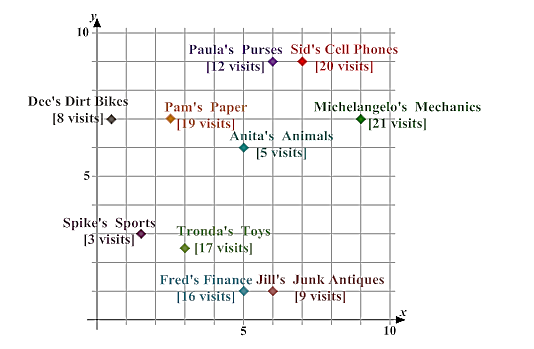 y
10
Paula's Purses
[12 visits]
Sid's Cell Phones
[20 visits]
Dee's Dirt Bikes
[8 visits]
Pam's Paper
[19 visits]
Michelangelo's Mechanics
[21 visits]
Anita's Animals
[5 visits]
5
Spike's Sports
[3 visits]
Tronda's Toys
[17 visits]
Fred's Finance
[16 visits]
Jill's Junk Antiques
[9 visits]
x
5
10